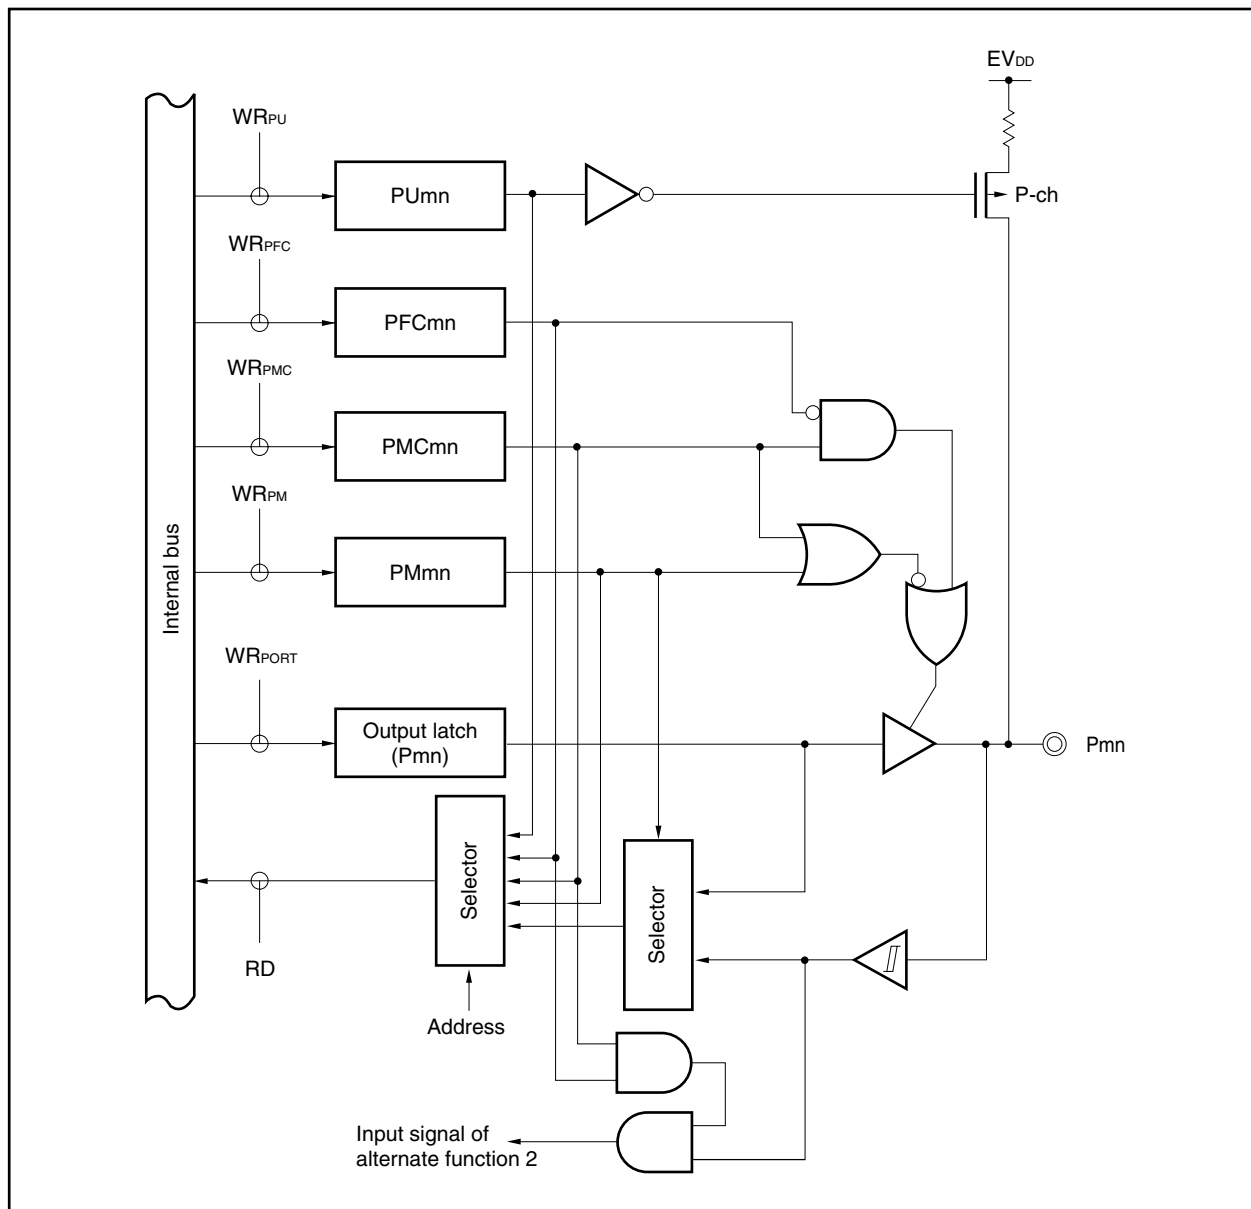 EVDD
WRPU
PUmn
P-ch
WRPFC
PFCmn
WRPMC
PMCmn
WRPM
PMmn
Internal bus
WRPORT
Output latch
(Pmn)
Pmn
Selector
Selector
RD
Address
Input signal of
alternate function 2